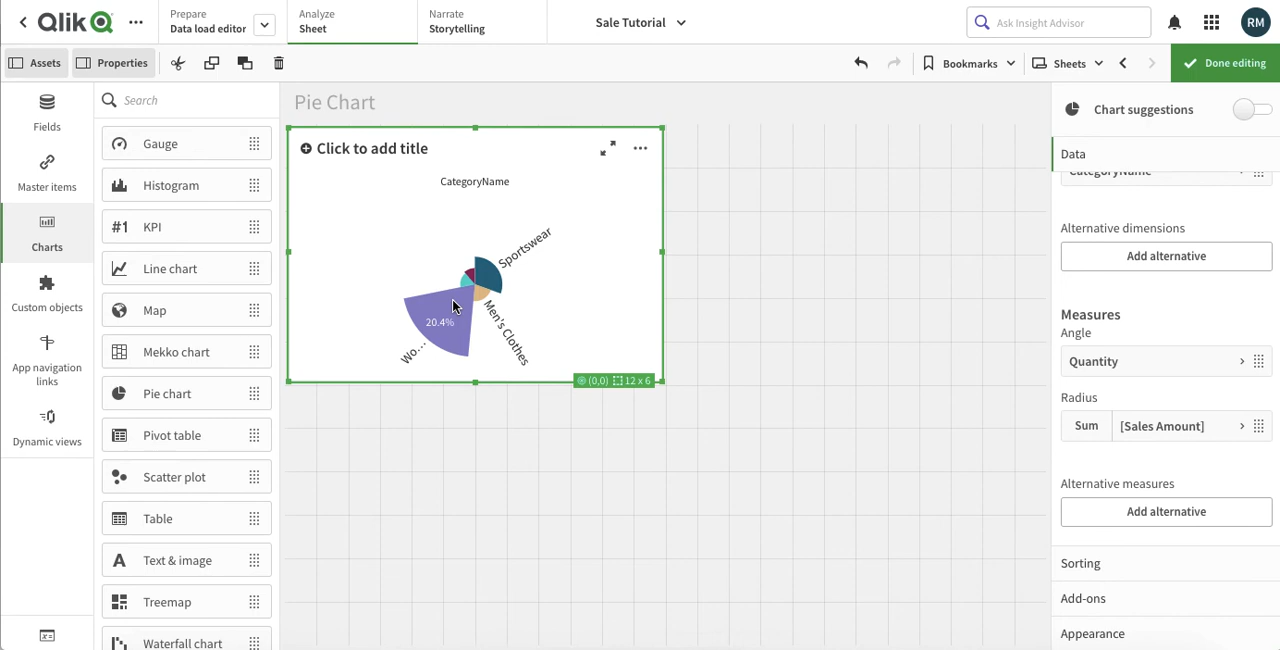 Qlik
Prepare
Data load editor
Analyze
Sheet
Narrate
Storytelling
Sale Tutorial
Ask Insight Advisor
RM
Assets
Properties
Bookmarks
Sheets
Done editing
Fields
Master items
Charts
Custom objects
App navigation
links
Dynamic views
Search
Gauge
Histogram
#1 KPI
Line chart
Map
Mekko chart
Pie chart
Pivot table
Scatter plot
Table
A Text & image
Treemap
Waterfall chart
Pie Chart
Click to add title
CategoryName
Sportswear
Men's Clothes
Wo...
20.4%
(0,0) 12 x 6
Chart suggestions
Data
CategoryName
Alternative dimensions
Add alternative
Measures
Angle
Quantity
Radius
Sum [Sales Amount]
Alternative measures
Add alternative
Sorting
Add-ons
Appearance